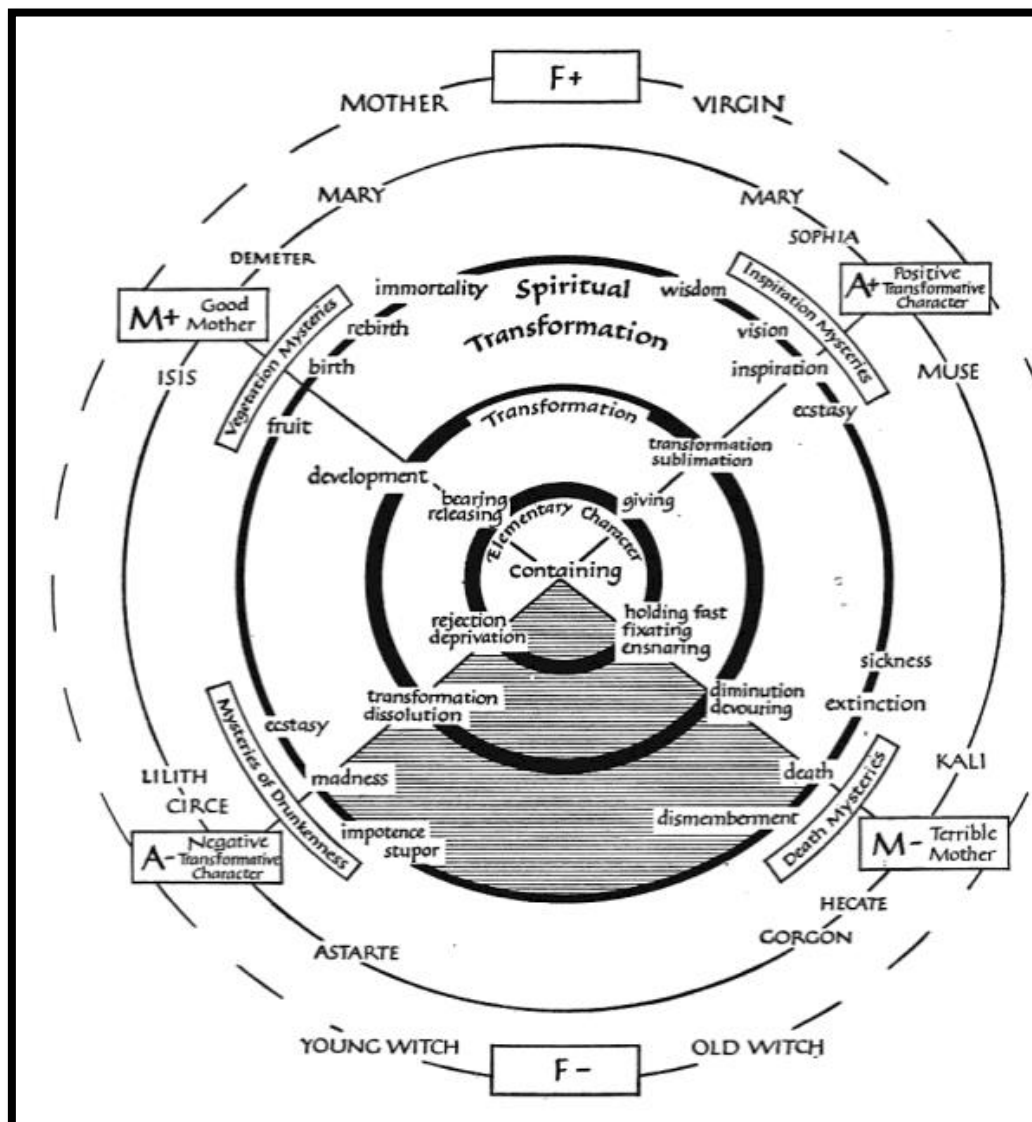 F+
MOTHER
VIRGIN
MARY
MARY
DEMETER
SOPHIA
M+ Good
Mother
A+ Positive
Transformative
Character
Vegetation Mysteries
Inspiration Mysteries
immortality
Spiritual
wisdom
Transformation
rebirth
vision
birth
inspiration
ISIS
MUSE
fruit
ecstasy
Transformation
development
transformation
sublimation
bearing
releasing
giving
Elementary Character
containing
rejection
deprivation
holding fast
fixating
ensnaring
sickness
transformation
dissolution
diminution
devouring
extinction
ecstasy
Mysteries of Drunkenness
madness
death
Death Mysteries
LILITH
KALI
CIRCE
dismemberment
impotence
stupor
A- Negative
Transformative
Character
M- Terrible
Mother
HECATE
GORGON
ASTARTE
YOUNG WITCH
OLD WITCH
F-